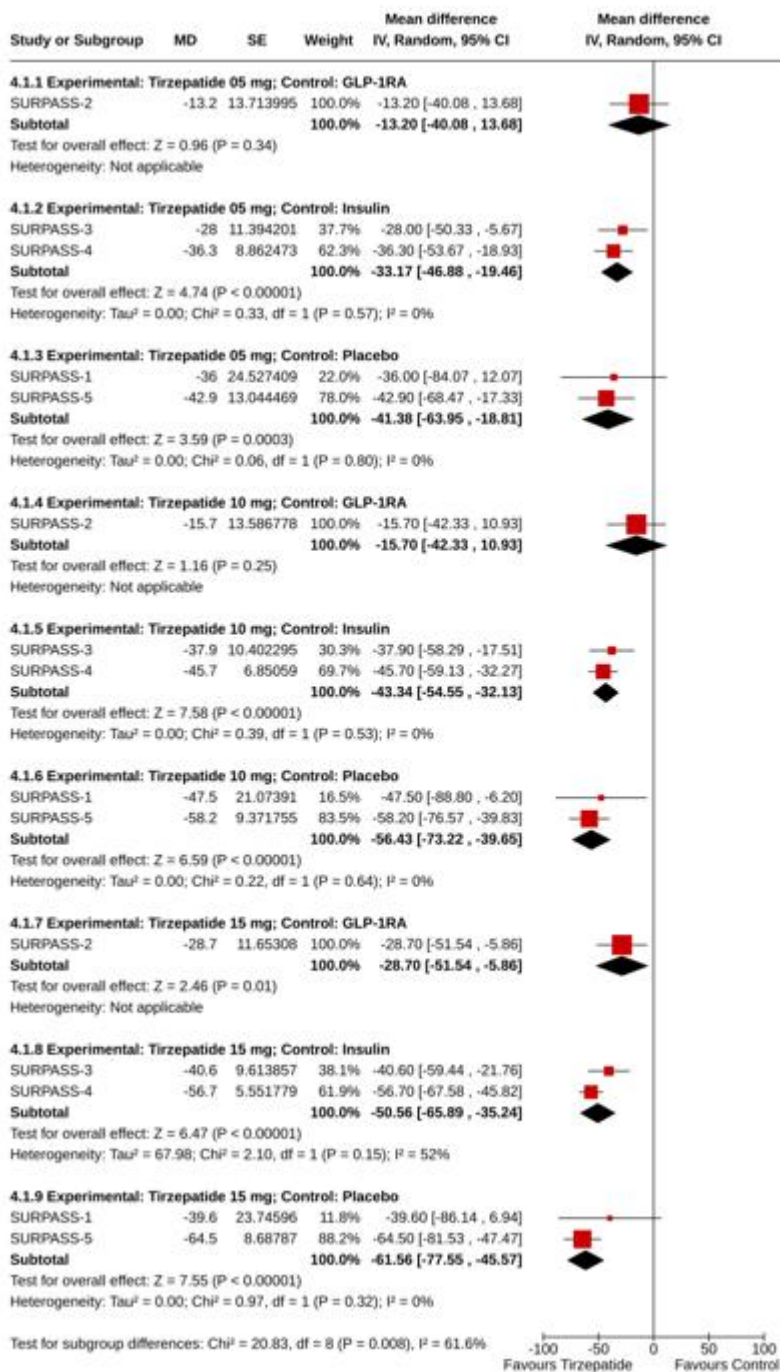 Mean difference Mean difference
Study or Subgroup MD SE Weight IV, Random, 95% CI IV, Random, 95% CI
4.1.1 Experimental: Tirzepatide 05 mg; Control: GLP-1RA
SURPASS-2 -13.2 13.713995 100.0% -13.20 [-40.08 , 13.68]
Subtotal 100.0% -13.20 [-40.08 , 13.68]
Test for overall effect: Z = 0.96 (P = 0.34)
Heterogeneity: Not applicable
4.1.2 Experimental: Tirzepatide 05 mg; Control: Insulin
SURPASS-3 -28 11.394201 37.7% -28.00 [-50.33 , -5.67]
SURPASS-4 -36.3 8.862473 62.3% -36.30 [-53.67 , -18.93]
Subtotal 100.0% -33.17 [-46.88 , -19.46]
Test for overall effect: Z = 4.74 (P < 0.00001)
Heterogeneity: Tau² = 0.00; Chi² = 0.33, df = 1 (P = 0.57); I² = 0%
4.1.3 Experimental: Tirzepatide 05 mg; Control: Placebo
SURPASS-1 -36 24.527409 22.0% -36.00 [-84.07 , 12.07]
SURPASS-5 -42.9 13.044469 78.0% -42.90 [-68.47 , -17.33]
Subtotal 100.0% -41.38 [-63.95 , -18.81]
Test for overall effect: Z = 3.59 (P = 0.0003)
Heterogeneity: Tau² = 0.00; Chi² = 0.06, df = 1 (P = 0.80); I² = 0%
4.1.4 Experimental: Tirzepatide 10 mg; Control: GLP-1RA
SURPASS-2 -15.7 13.586778 100.0% -15.70 [-42.33 , 10.93]
Subtotal 100.0% -15.70 [-42.33 , 10.93]
Test for overall effect: Z = 1.16 (P = 0.25)
Heterogeneity: Not applicable
4.1.5 Experimental: Tirzepatide 10 mg; Control: Insulin
SURPASS-3 -37.9 10.402295 30.3% -37.90 [-58.29 , -17.51]
SURPASS-4 -45.7 6.85059 69.7% -45.70 [-59.13 , -32.27]
Subtotal 100.0% -43.34 [-54.55 , -32.13]
Test for overall effect: Z = 7.58 (P < 0.00001)
Heterogeneity: Tau² = 0.00; Chi² = 0.39, df = 1 (P = 0.53); I² = 0%
4.1.6 Experimental: Tirzepatide 10 mg; Control: Placebo
SURPASS-1 -47.5 21.07391 16.5% -47.50 [-88.80 , -6.20]
SURPASS-5 -58.2 9.371755 83.5% -58.20 [-76.57 , -39.83]
Subtotal 100.0% -56.43 [-73.22 , -39.65]
Test for overall effect: Z = 6.59 (P < 0.00001)
Heterogeneity: Tau² = 0.00; Chi² = 0.22, df = 1 (P = 0.64); I² = 0%
4.1.7 Experimental: Tirzepatide 15 mg; Control: GLP-1RA
SURPASS-2 -28.7 11.65308 100.0% -28.70 [-51.54 , -5.86]
Subtotal 100.0% -28.70 [-51.54 , -5.86]
Test for overall effect: Z = 2.46 (P = 0.01)
Heterogeneity: Not applicable
4.1.8 Experimental: Tirzepatide 15 mg; Control: Insulin
SURPASS-3 -40.6 9.613857 38.1% -40.60 [-59.44 , -21.76]
SURPASS-4 -56.7 5.551779 61.9% -56.70 [-67.58 , -45.82]
Subtotal 100.0% -50.56 [-65.89 , -35.24]
Test for overall effect: Z = 6.47 (P < 0.00001)
Heterogeneity: Tau² = 67.98; Chi² = 2.10, df = 1 (P = 0.15); I² = 52%
4.1.9 Experimental: Tirzepatide 15 mg; Control: Placebo
SURPASS-1 -39.6 23.74596 11.8% -39.60 [-86.14 , 6.94]
SURPASS-5 -64.5 8.68787 88.2% -64.50 [-81.53 , -47.47]
Subtotal 100.0% -61.56 [-77.55 , -45.57]
Test for overall effect: Z = 7.55 (P < 0.00001)
Heterogeneity: Tau² = 0.00; Chi² = 0.97, df = 1 (P = 0.32); I² = 0%
Test for subgroup differences: Chi² = 20.83, df = 8 (P = 0.008), I² = 61.6%
-100 -50 0 50 100
Favours Tirzepatide Favours Control